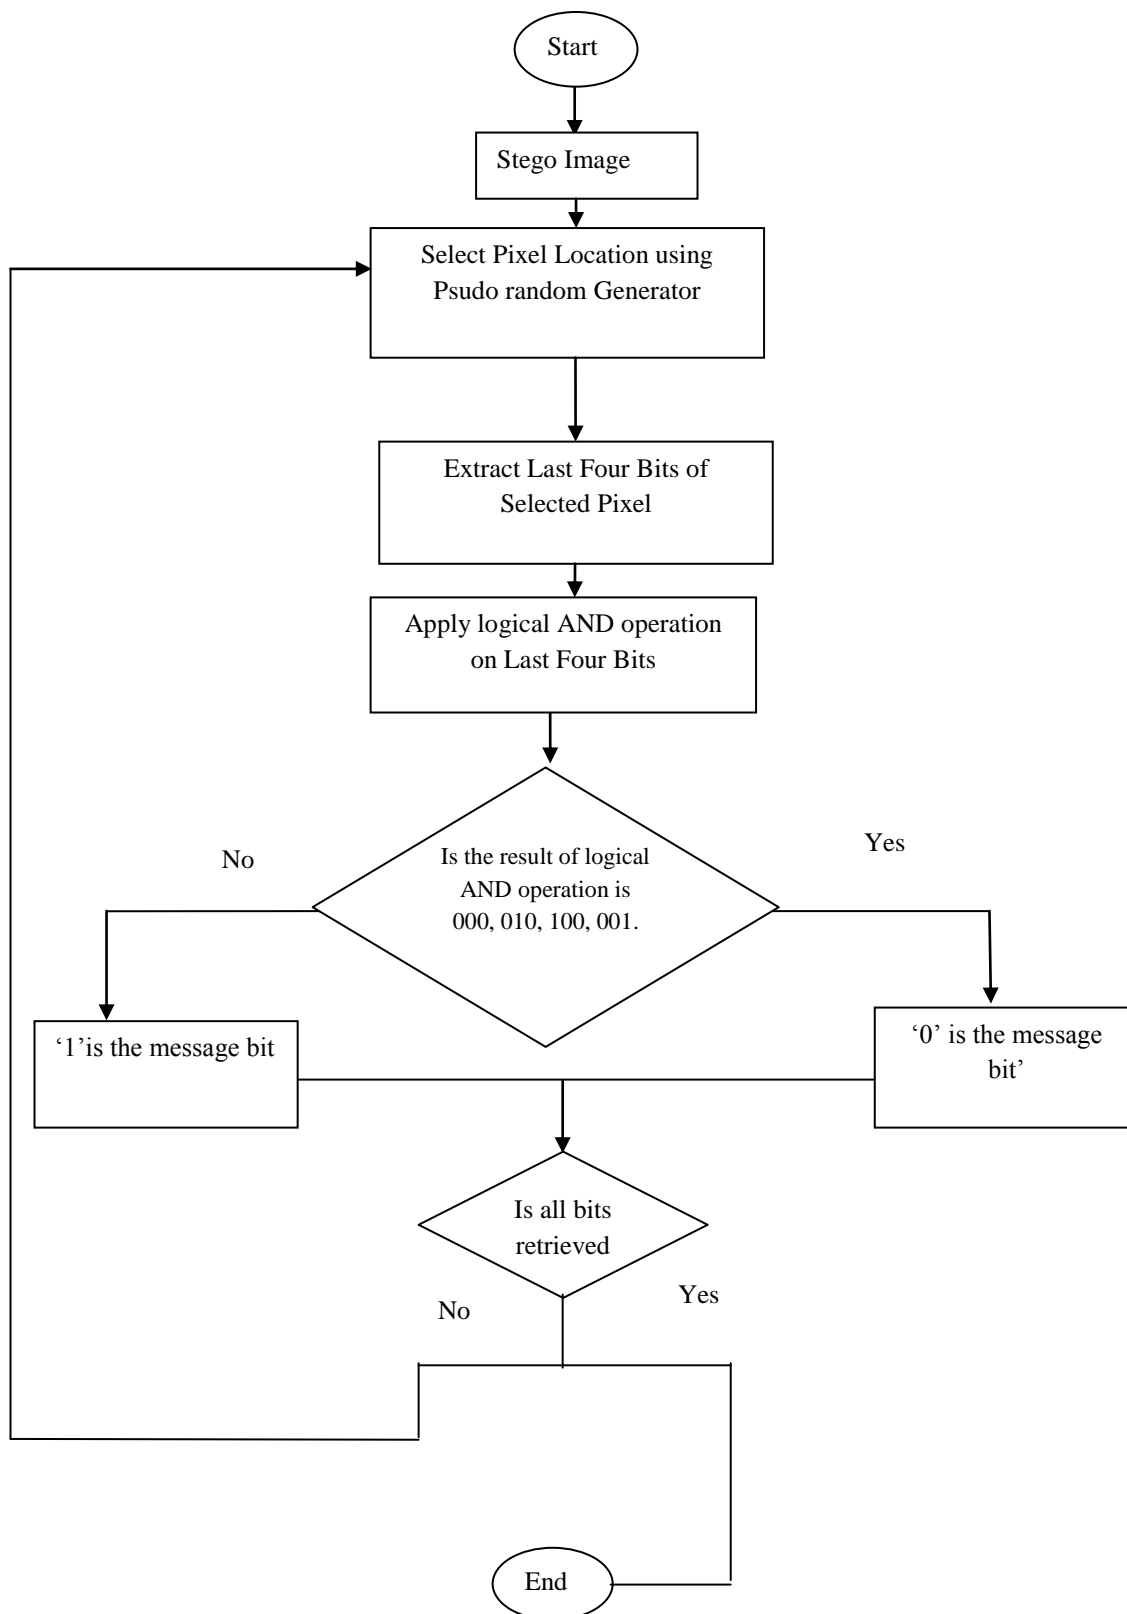 Start
Stego Image
Select Pixel Location using
Psudo random Generator
Extract Last Four Bits of
Selected Pixel
Apply logical AND operation
on Last Four Bits
No
Yes
Is the result of logical
AND operation is
000, 010, 100, 001.
‘1’is the message bit
‘0’ is the message
bit’
Is all bits
retrieved
No
Yes
End